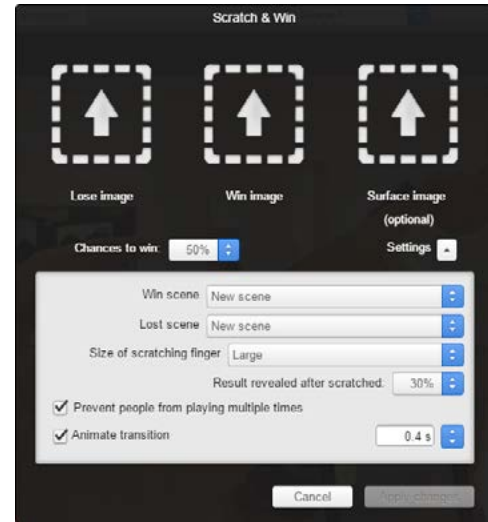 Scratch & Win
Lose image
Win image
Surface image
(optional)
Chances to win: 50%
Settings
Win scene New scene
Lost scene New scene
Size of scratching finger Large
Result revealed after scratched: 30%
Prevent people from playing multiple times
Animate transition 0.4 s
Cancel
Apply changes